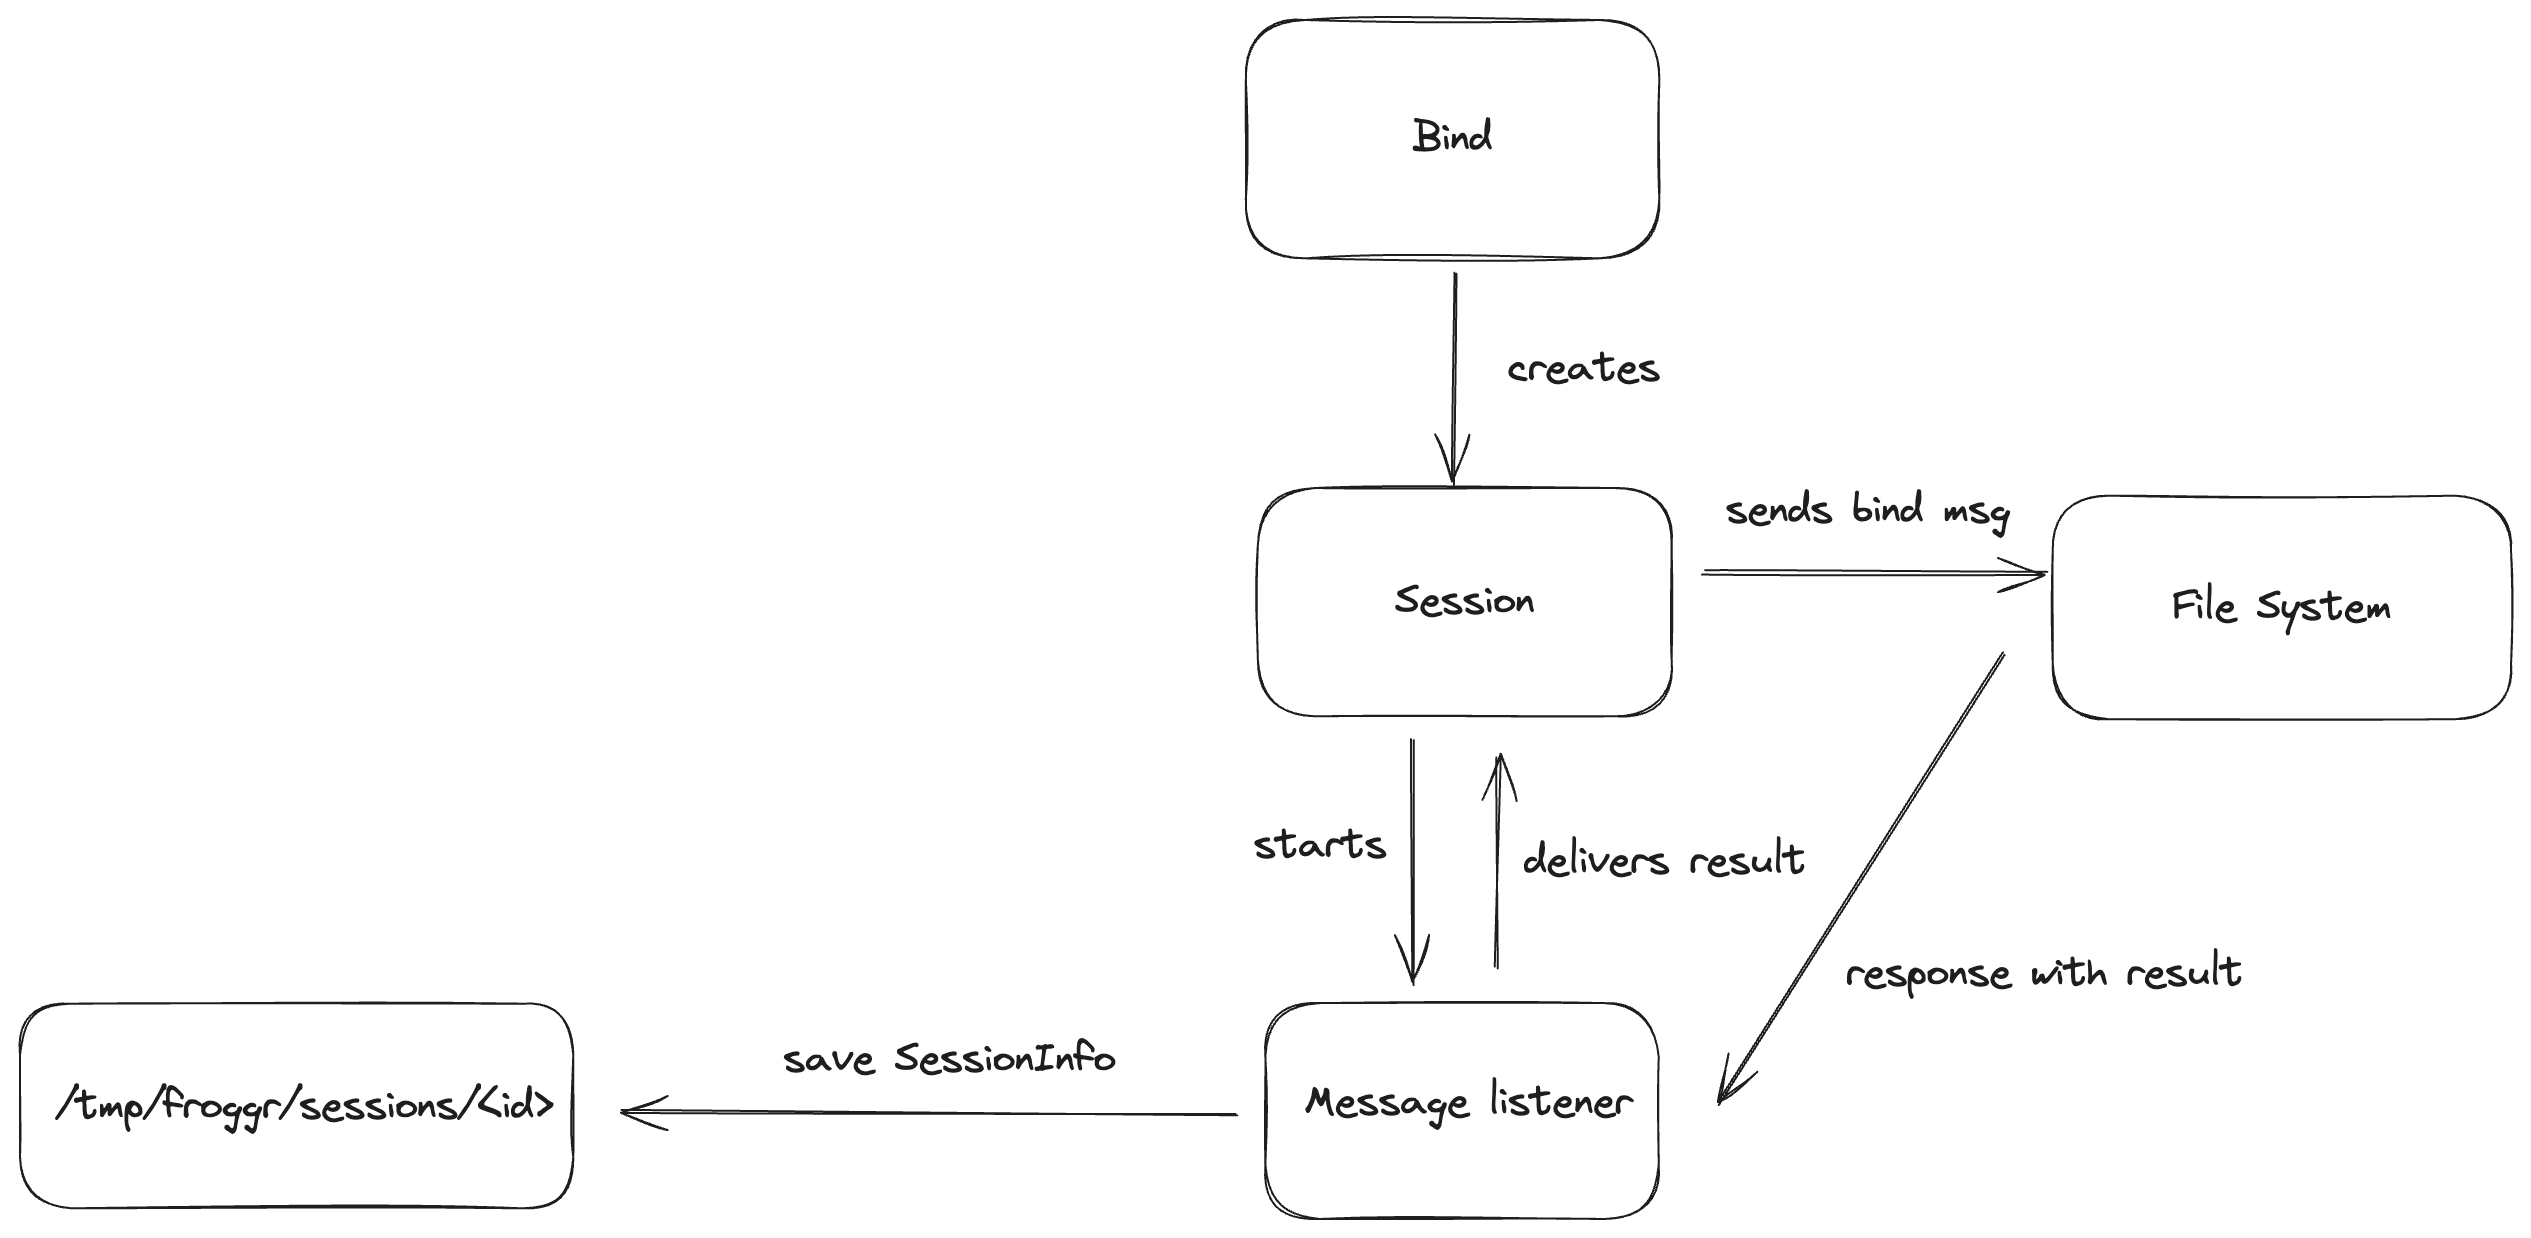 Bind
creates
sends bind msg
Session
File System
starts
delivers result
response with result
save SessionInfo
/tmp/froggr/sessions/<id>
Message listener